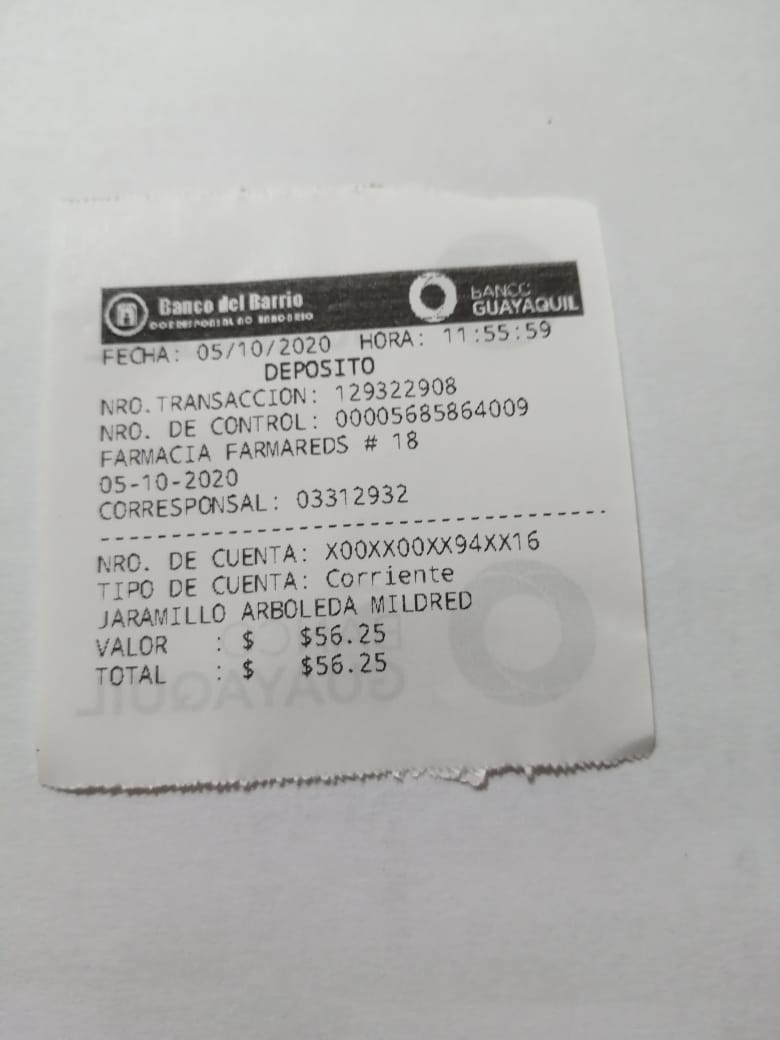 Banco del Barrio
CORRESPONSAL NO BANCARIO
BANCO
GUAYAQUIL
FECHA: 05/10/2020 HORA: 11:55:59
DEPOSITO
NRO.TRANSACCION: 129322908
NRO. DE CONTROL: 00005685864009
FARMACIA FARMAREDS # 18
05-10-2020
CORRESPONSAL: 03312932
NRO. DE CUENTA: X00XX00XX94XX16
TIPO DE CUENTA: Corriente
JARAMILLO ARBOLEDA MILDRED
VALOR : $ $56.25
TOTAL : $ $56.25
BANCO
GUAYAQUIL